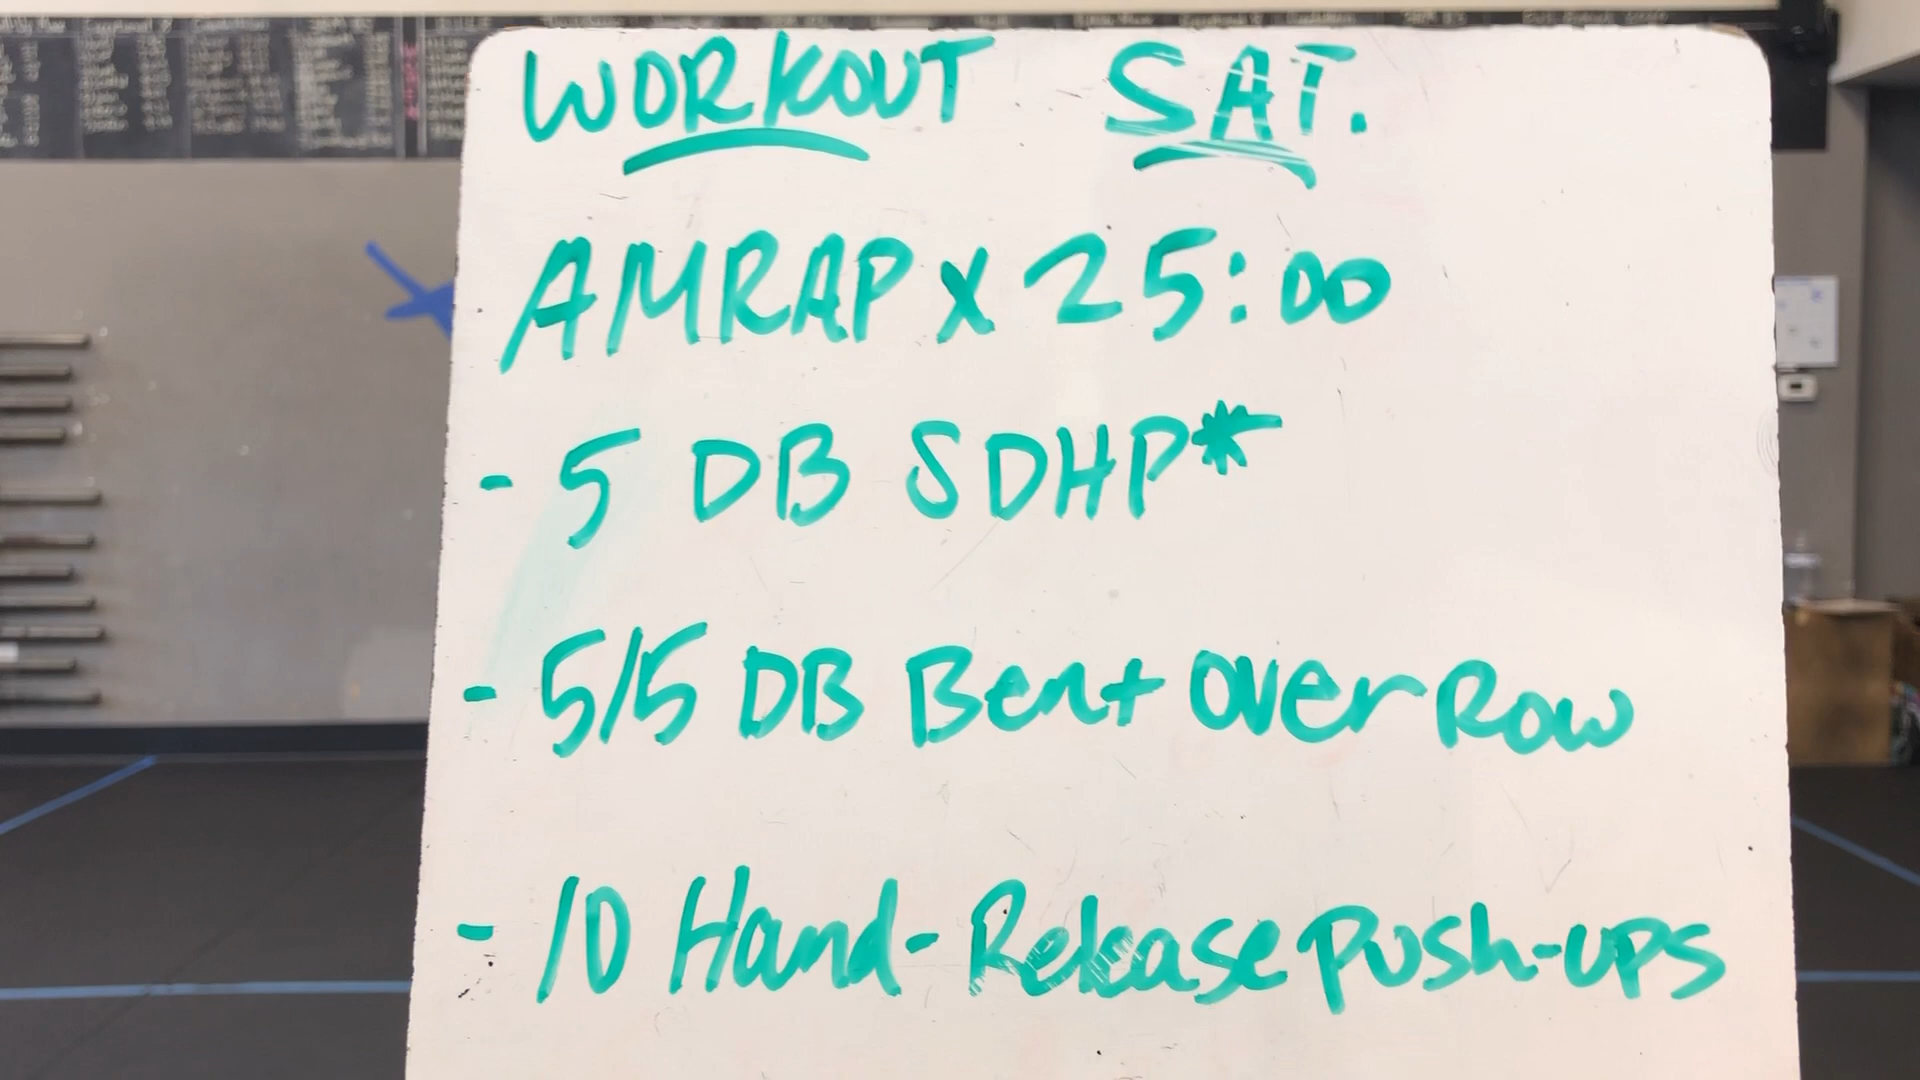 WORKOUT SAT.
AMRAP X 25:00
- 5 DB SDHP*
- 5/5 DB Bent Over Row
- 10 Hand-Release Push-ups